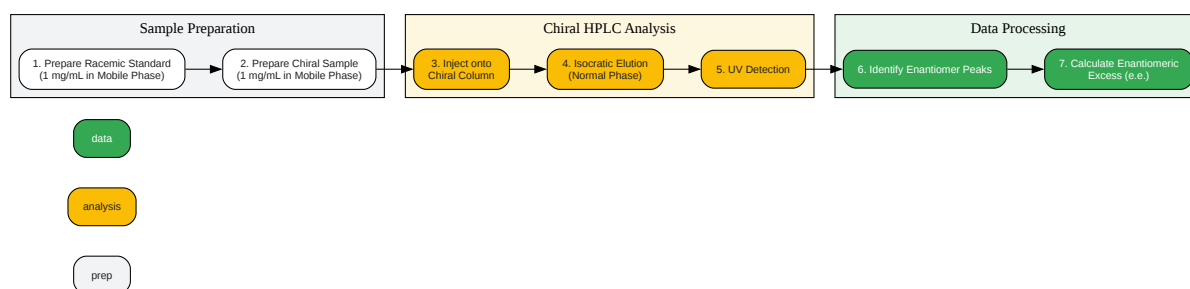 Sample Preparation
Chiral HPLC Analysis
Data Processing
1. Prepare Racemic Standard
(1 mg/mL in Mobile Phase)
2. Prepare Chiral Sample
(1 mg/mL in Mobile Phase)
3. Inject onto
Chiral Column
4. Isocratic Elution
(Normal Phase)
5. UV Detection
6. Identify Enantiomer Peaks
7. Calculate Enantiomeric
Excess (e.e.)
data
analysis
prep